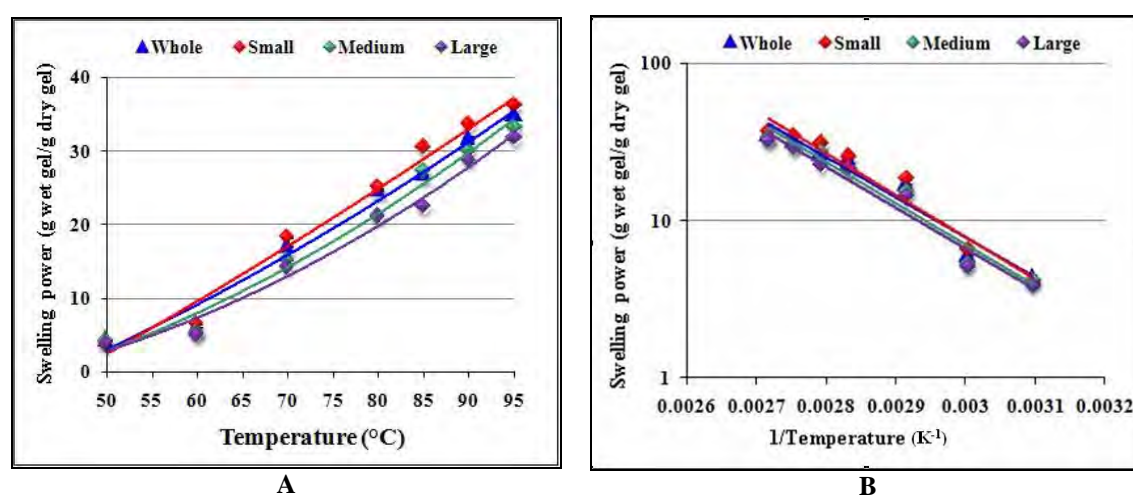 Whole Small Medium Large
Swelling power (g wet gel/g dry gel)
40
30
20
10
0
50 55 60 65 70 75 80 85 90 95
Temperature (°C)
A
Whole Small Medium Large
Swelling power (g wet gel/g dry gel)
100
10
1
0.0026 0.0027 0.0028 0.0029 0.003 0.0031 0.0032
1/Temperature (K-1)
B